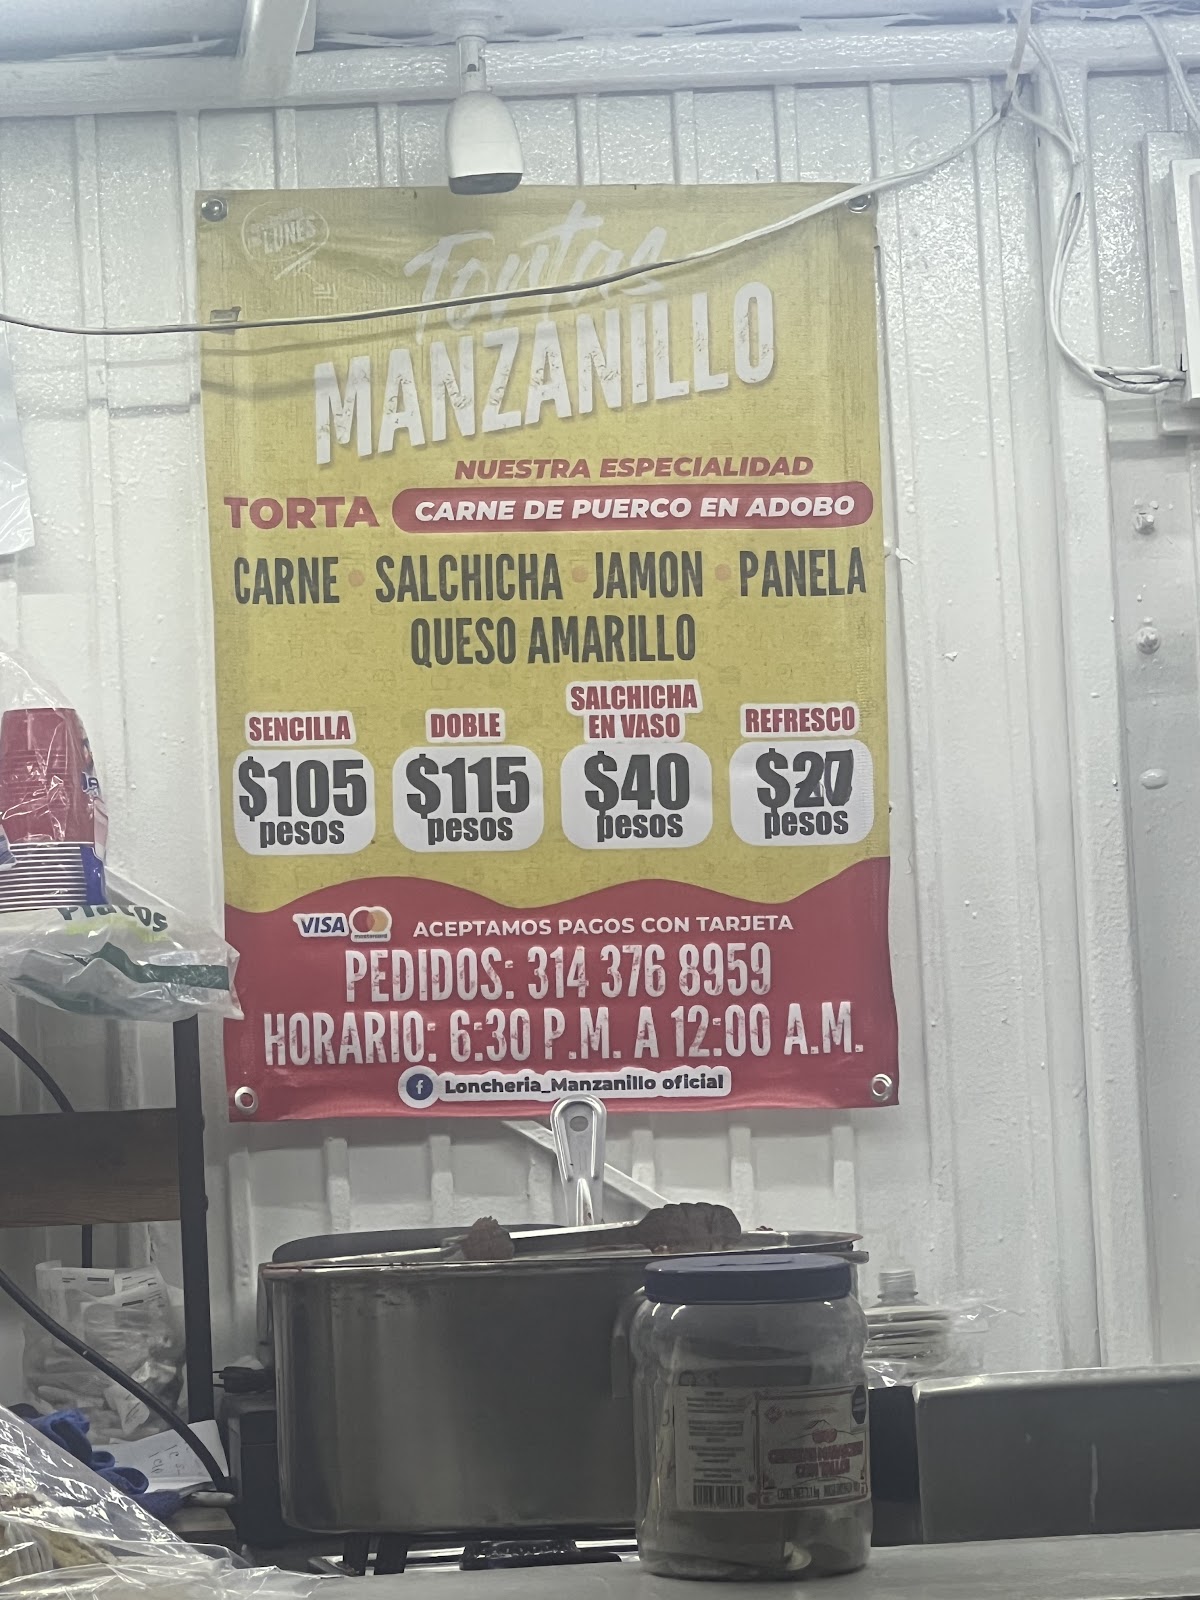 LUNES
Tortas
MANZANILLO
NUESTRA ESPECIALIDAD
TORTA CARNE DE PUERCO EN ADOBO
CARNE • SALCHICHA • JAMON • PANELA
QUESO AMARILLO
SENCILLA
$105
pesos
DOBLE
$115
pesos
SALCHICHA
EN VASO
$40
pesos
REFRESCO
$27
pesos
VISA mastercard ACEPTAMOS PAGOS CON TARJETA
PEDIDOS: 314 376 8959
HORARIO: 6:30 P.M. A 12:00 A.M.
f Loncheria_Manzanillo oficial